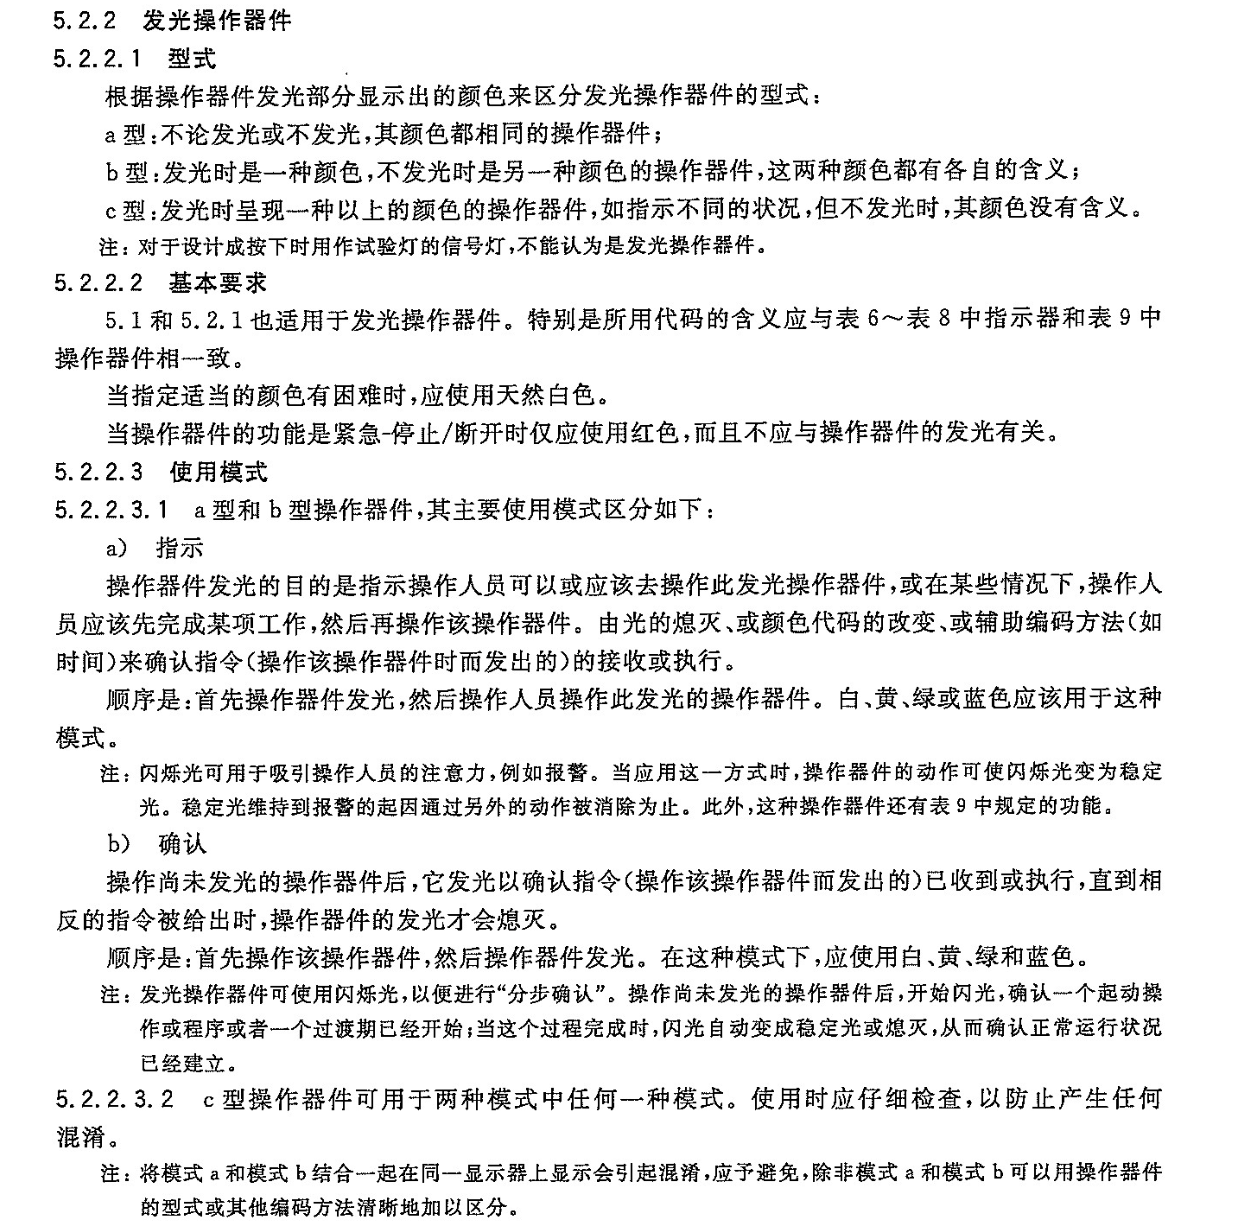 5.2.2 发光操作器件
5.2.2.1 型式
根据操作器件发光部分显示出的颜色来区分发光操作器件的型式:
a 型:不论发光或不发光,其颜色都相同的操作器件;
b 型:发光时是一种颜色,不发光时是另一种颜色的操作器件,这两种颜色都有各自的含义;
c 型:发光时呈现一种以上的颜色的操作器件,如指示不同的状况,但不发光时,其颜色没有含义。
注: 对于设计成按下时用作试验灯的信号灯,不能认为是发光操作器件。
5.2.2.2 基本要求
5.1 和 5.2.1 也适用于发光操作器件。特别是所用代码的含义应与表 6~表 8 中指示器和表 9 中
操作器件相一致。
当指定适当的颜色有困难时,应使用天然白色。
当操作器件的功能是紧急-停止/断开时仅应使用红色,而且不应与操作器件的发光有关。
5.2.2.3 使用模式
5.2.2.3.1 a 型和 b 型操作器件,其主要使用模式区分如下:
a) 指示
操作器件发光的目的是指示操作人员可以或应该去操作此发光操作器件,或在某些情况下,操作人
员应该先完成某项工作,然后再操作该操作器件。由光的熄灭、或颜色代码的改变、或辅助编码方法(如
时间)来确认指令(操作该操作器件时而发出的)的接收或执行。
顺序是:首先操作器件发光,然后操作人员操作此发光的操作器件。白、黄、绿或蓝色应该用于这种
模式。
注: 闪烁光可用于吸引操作人员的注意力,例如报警。当应用这一方式时,操作器件的动作可使闪烁光变为稳定
光。稳定光维持到报警的起因通过另外的动作被消除为止。此外,这种操作器件还有表 9 中规定的功能。
b) 确认
操作尚未发光的操作器件后,它发光以确认指令(操作该操作器件而发出的)已收到或执行,直到相
反的指令被给出时,操作器件的发光才会熄灭。
顺序是:首先操作该操作器件,然后操作器件发光。在这种模式下,应使用白、黄、绿和蓝色。
注: 发光操作器件可使用闪烁光,以便进行“分步确认”。操作尚未发光的操作器件后,开始闪光,确认一个起动操
作或程序或者一个过渡期已经开始;当这个过程完成时,闪光自动变成稳定光或熄灭,从而确认正常运行状况
已经建立。
5.2.2.3.2 c 型操作器件可用于两种模式中任何一种模式。使用时应仔细检查,以防止产生任何
混淆。
注: 将模式 a 和模式 b 结合一起在同一显示器上显示会引起混淆,应予避免,除非模式 a 和模式 b 可以用操作器件
的型式或其他编码方法清晰地加以区分。